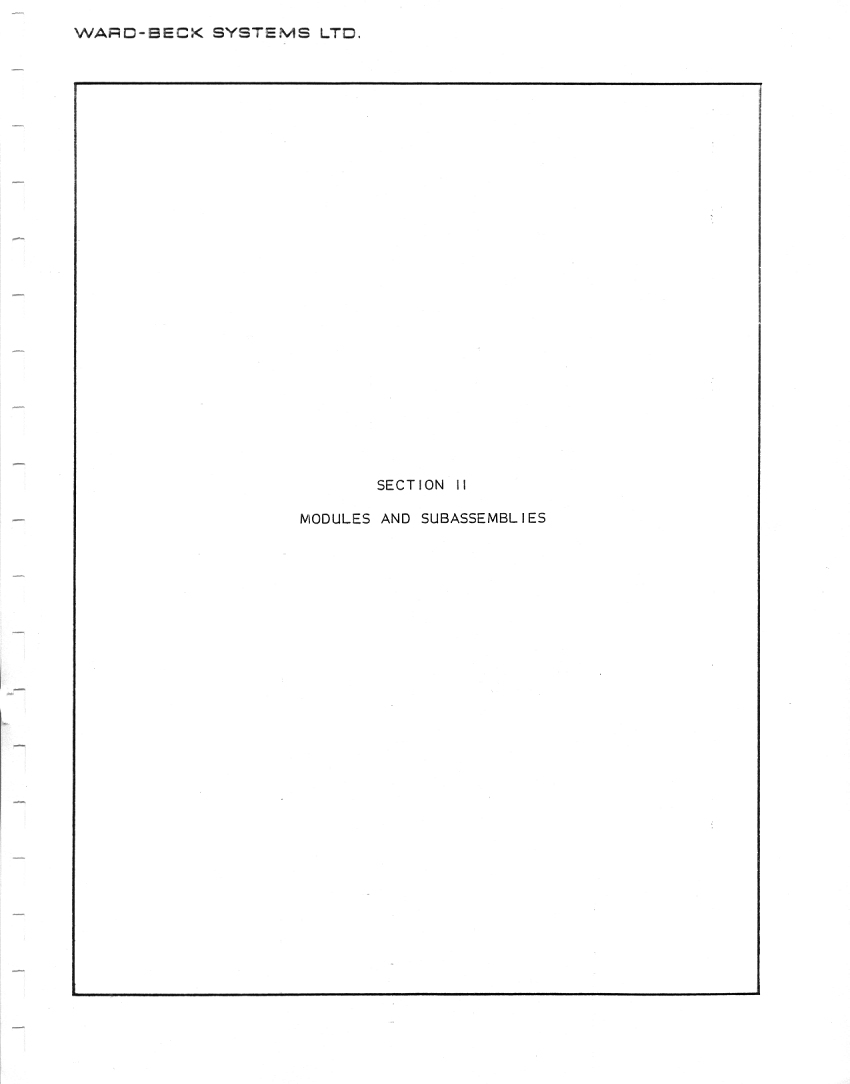 WARD-BECK SYSTEMS LTD.
SECTION II
MODULES AND SUBASSEMBLIES